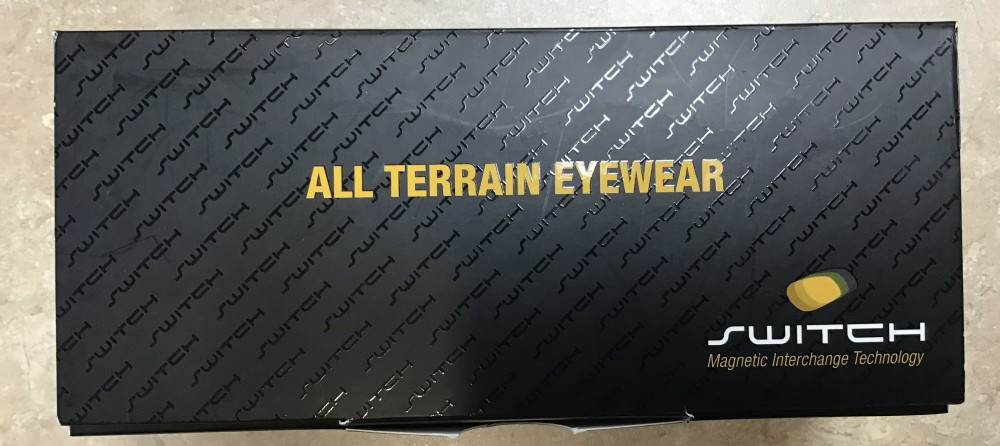 ALL TERRAIN EYEWEAR
SWITCH
Magnetic Interchange Technology